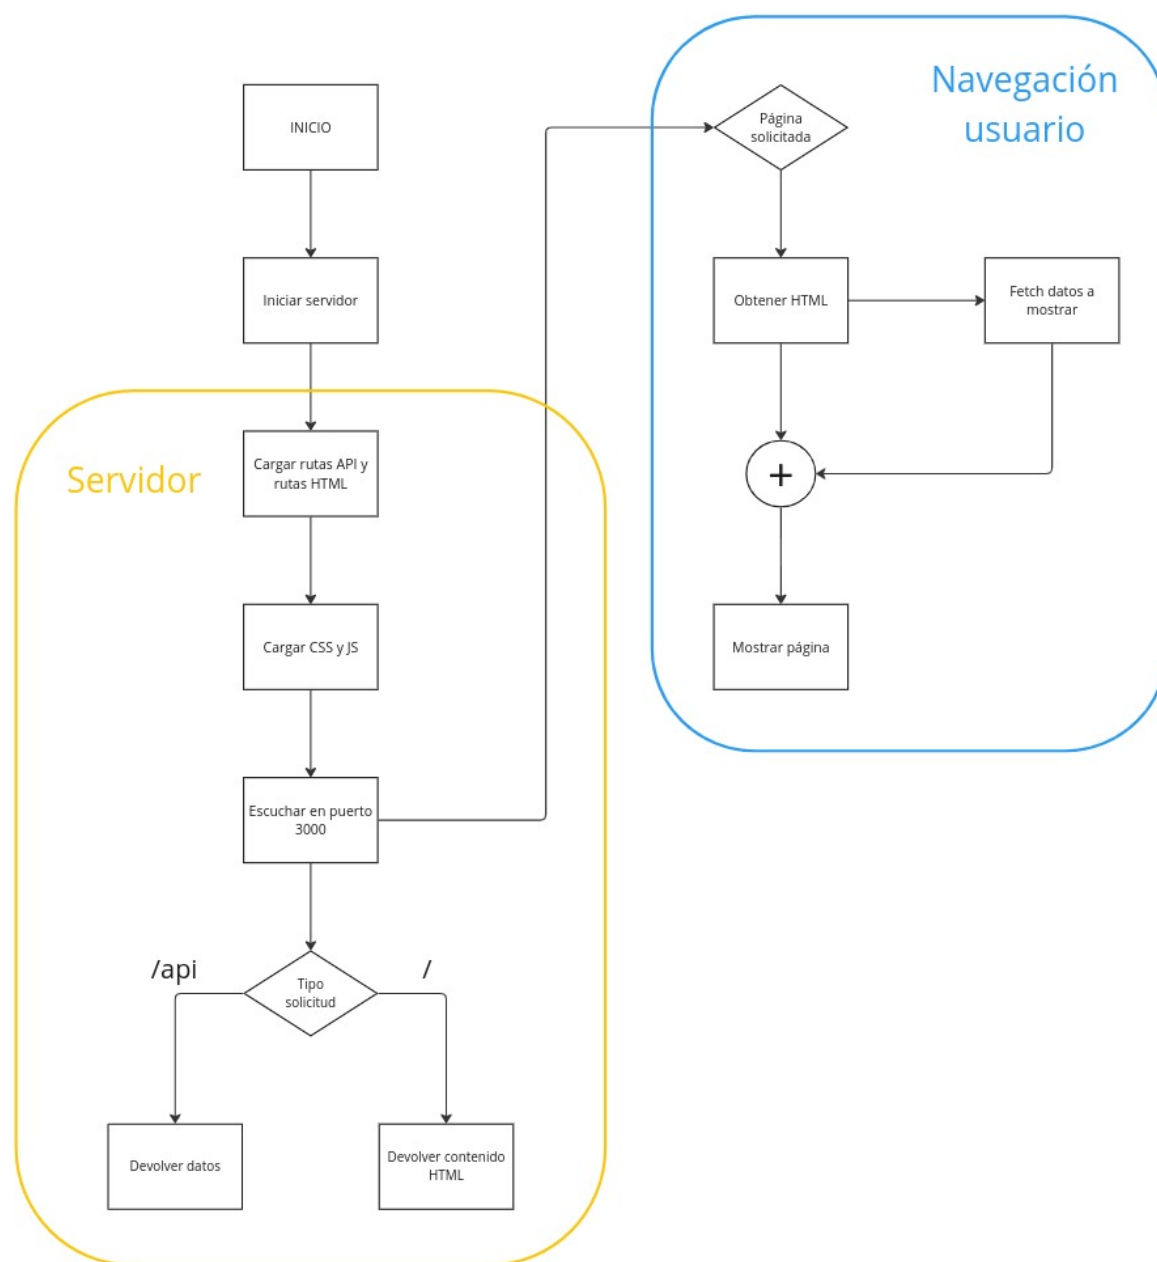 INICIO
Iniciar servidor
Servidor
Cargar rutas API y
rutas HTML
Cargar CSS y JS
Escuchar en puerto
3000
/api
/
Tipo
solicitud
Devolver datos
Devolver contenido
HTML
Navegación
usuario
Página
solicitada
Obtener HTML
Fetch datos a
mostrar
+
Mostrar página